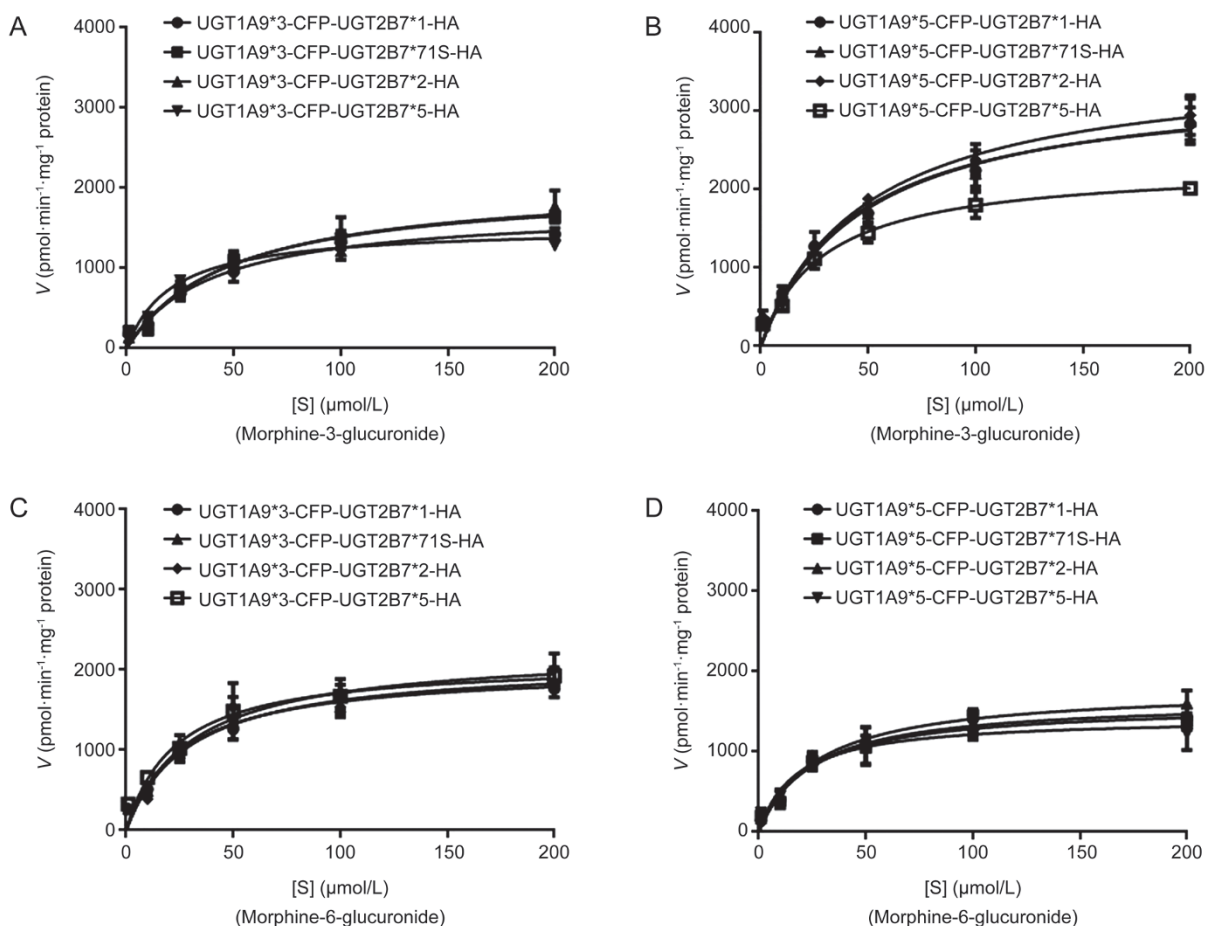 A
UGT1A9*3-CFP-UGT2B7*1-HA
UGT1A9*3-CFP-UGT2B7*71S-HA
UGT1A9*3-CFP-UGT2B7*2-HA
UGT1A9*3-CFP-UGT2B7*5-HA
4000
3000
2000
1000
0
V (pmol·min⁻¹·mg⁻¹ protein)
0 50 100 150 200
[S] (µmol/L)
(Morphine-3-glucuronide)
B
UGT1A9*5-CFP-UGT2B7*1-HA
UGT1A9*5-CFP-UGT2B7*71S-HA
UGT1A9*5-CFP-UGT2B7*2-HA
UGT1A9*5-CFP-UGT2B7*5-HA
4000
3000
2000
1000
0
V (pmol·min⁻¹·mg⁻¹ protein)
0 50 100 150 200
[S] (µmol/L)
(Morphine-3-glucuronide)
C
UGT1A9*3-CFP-UGT2B7*1-HA
UGT1A9*3-CFP-UGT2B7*71S-HA
UGT1A9*3-CFP-UGT2B7*2-HA
UGT1A9*3-CFP-UGT2B7*5-HA
4000
3000
2000
1000
0
V (pmol·min⁻¹·mg⁻¹ protein)
0 50 100 150 200
[S] (µmol/L)
(Morphine-6-glucuronide)
D
UGT1A9*5-CFP-UGT2B7*1-HA
UGT1A9*5-CFP-UGT2B7*71S-HA
UGT1A9*5-CFP-UGT2B7*2-HA
UGT1A9*5-CFP-UGT2B7*5-HA
4000
3000
2000
1000
0
V (pmol·min⁻¹·mg⁻¹ protein)
0 50 100 150 200
[S] (µmol/L)
(Morphine-6-glucuronide)